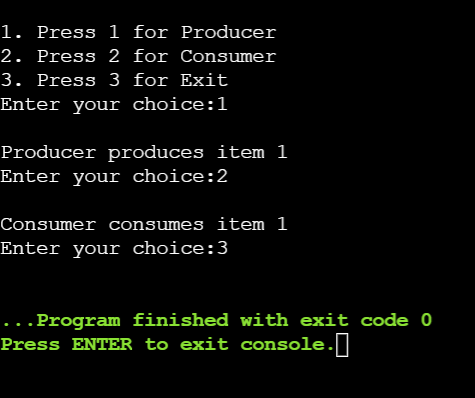 1. Press 1 for Producer
2. Press 2 for Consumer
3. Press 3 for Exit
Enter your choice:1
Producer produces item 1
Enter your choice:2
Consumer consumes item 1
Enter your choice:3
...Program finished with exit code 0
Press ENTER to exit console.